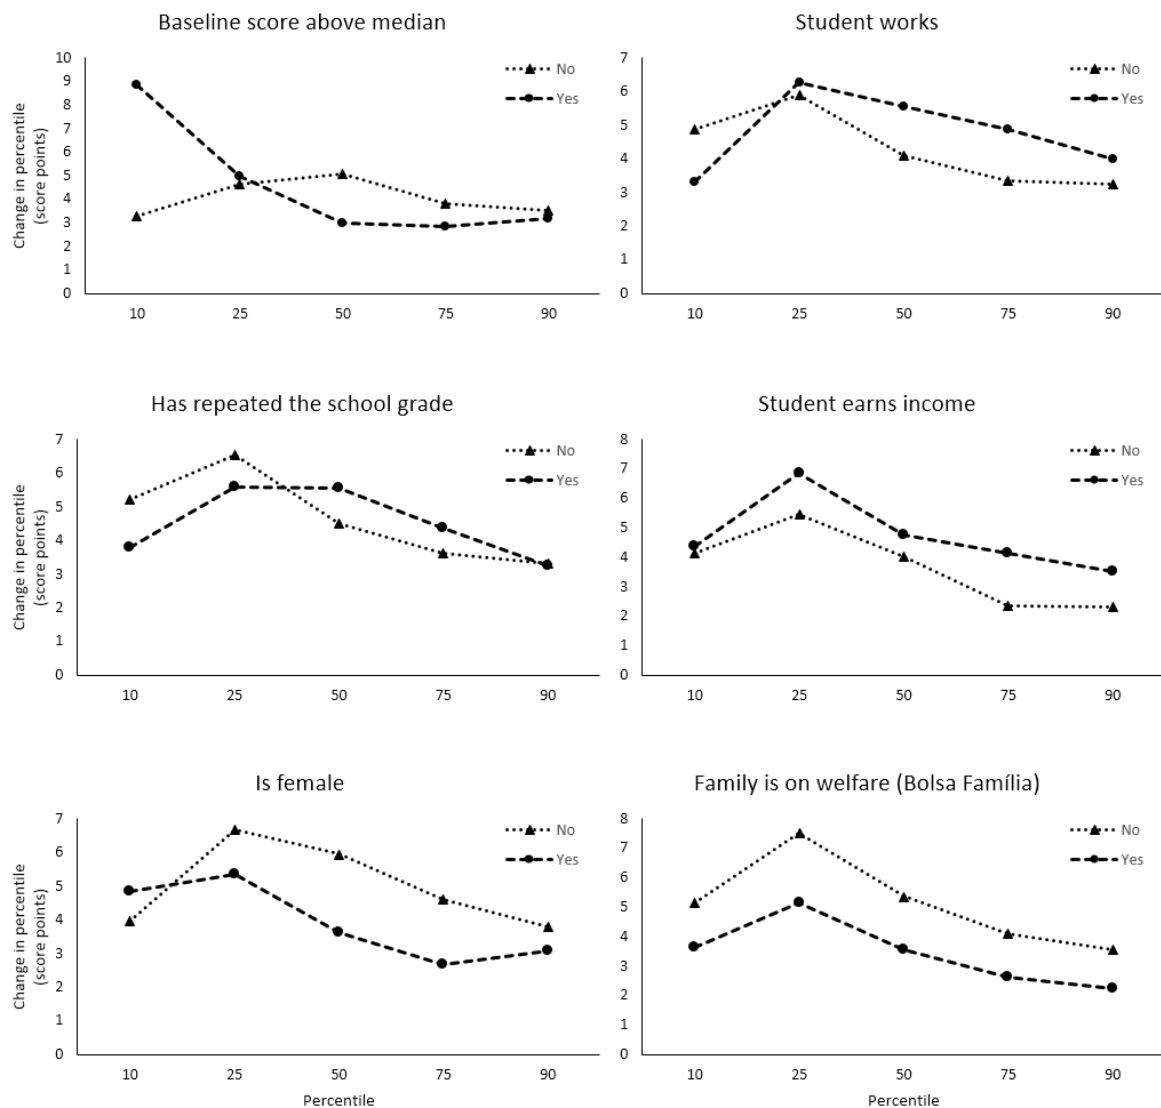 Baseline score above median
Change in percentile
(score points)
10
9
8
7
6
5
4
3
2
1
0
No
Yes
10 25 50 75 90
Student works
7
6
5
4
3
2
1
0
No
Yes
10 25 50 75 90
Has repeated the school grade
Change in percentile
(score points)
7
6
5
4
3
2
1
0
No
Yes
10 25 50 75 90
Student earns income
8
7
6
5
4
3
2
1
0
No
Yes
10 25 50 75 90
Is female
Change in percentile
(score points)
7
6
5
4
3
2
1
0
No
Yes
10 25 50 75 90
Percentile
Family is on welfare (Bolsa Família)
8
7
6
5
4
3
2
1
0
No
Yes
10 25 50 75 90
Percentile